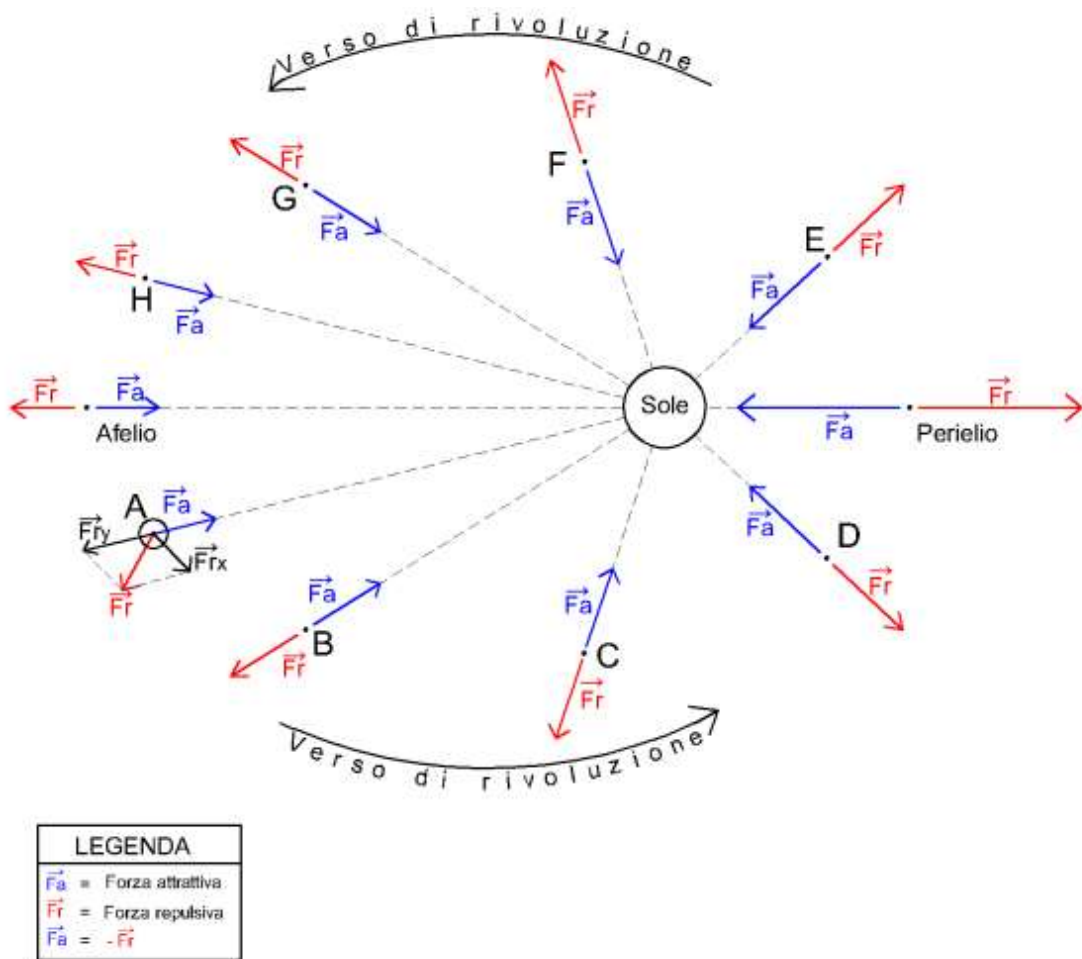 Verso di rivoluzione
Fr
F
Fa
Fr
G
Fa
E
Fr
Fa
Fr
H
Fa
Fr
Fa
Afelio
Sole
Fa
Fr
Perielio
A
Fa
Fry
Frx
Fr
Fa
B
Fr
Fa
C
Fr
Fa
D
Fr
Verso di rivoluzione
LEGENDA
Fa = Forza attrattiva
Fr = Forza repulsiva
Fa = -Fr